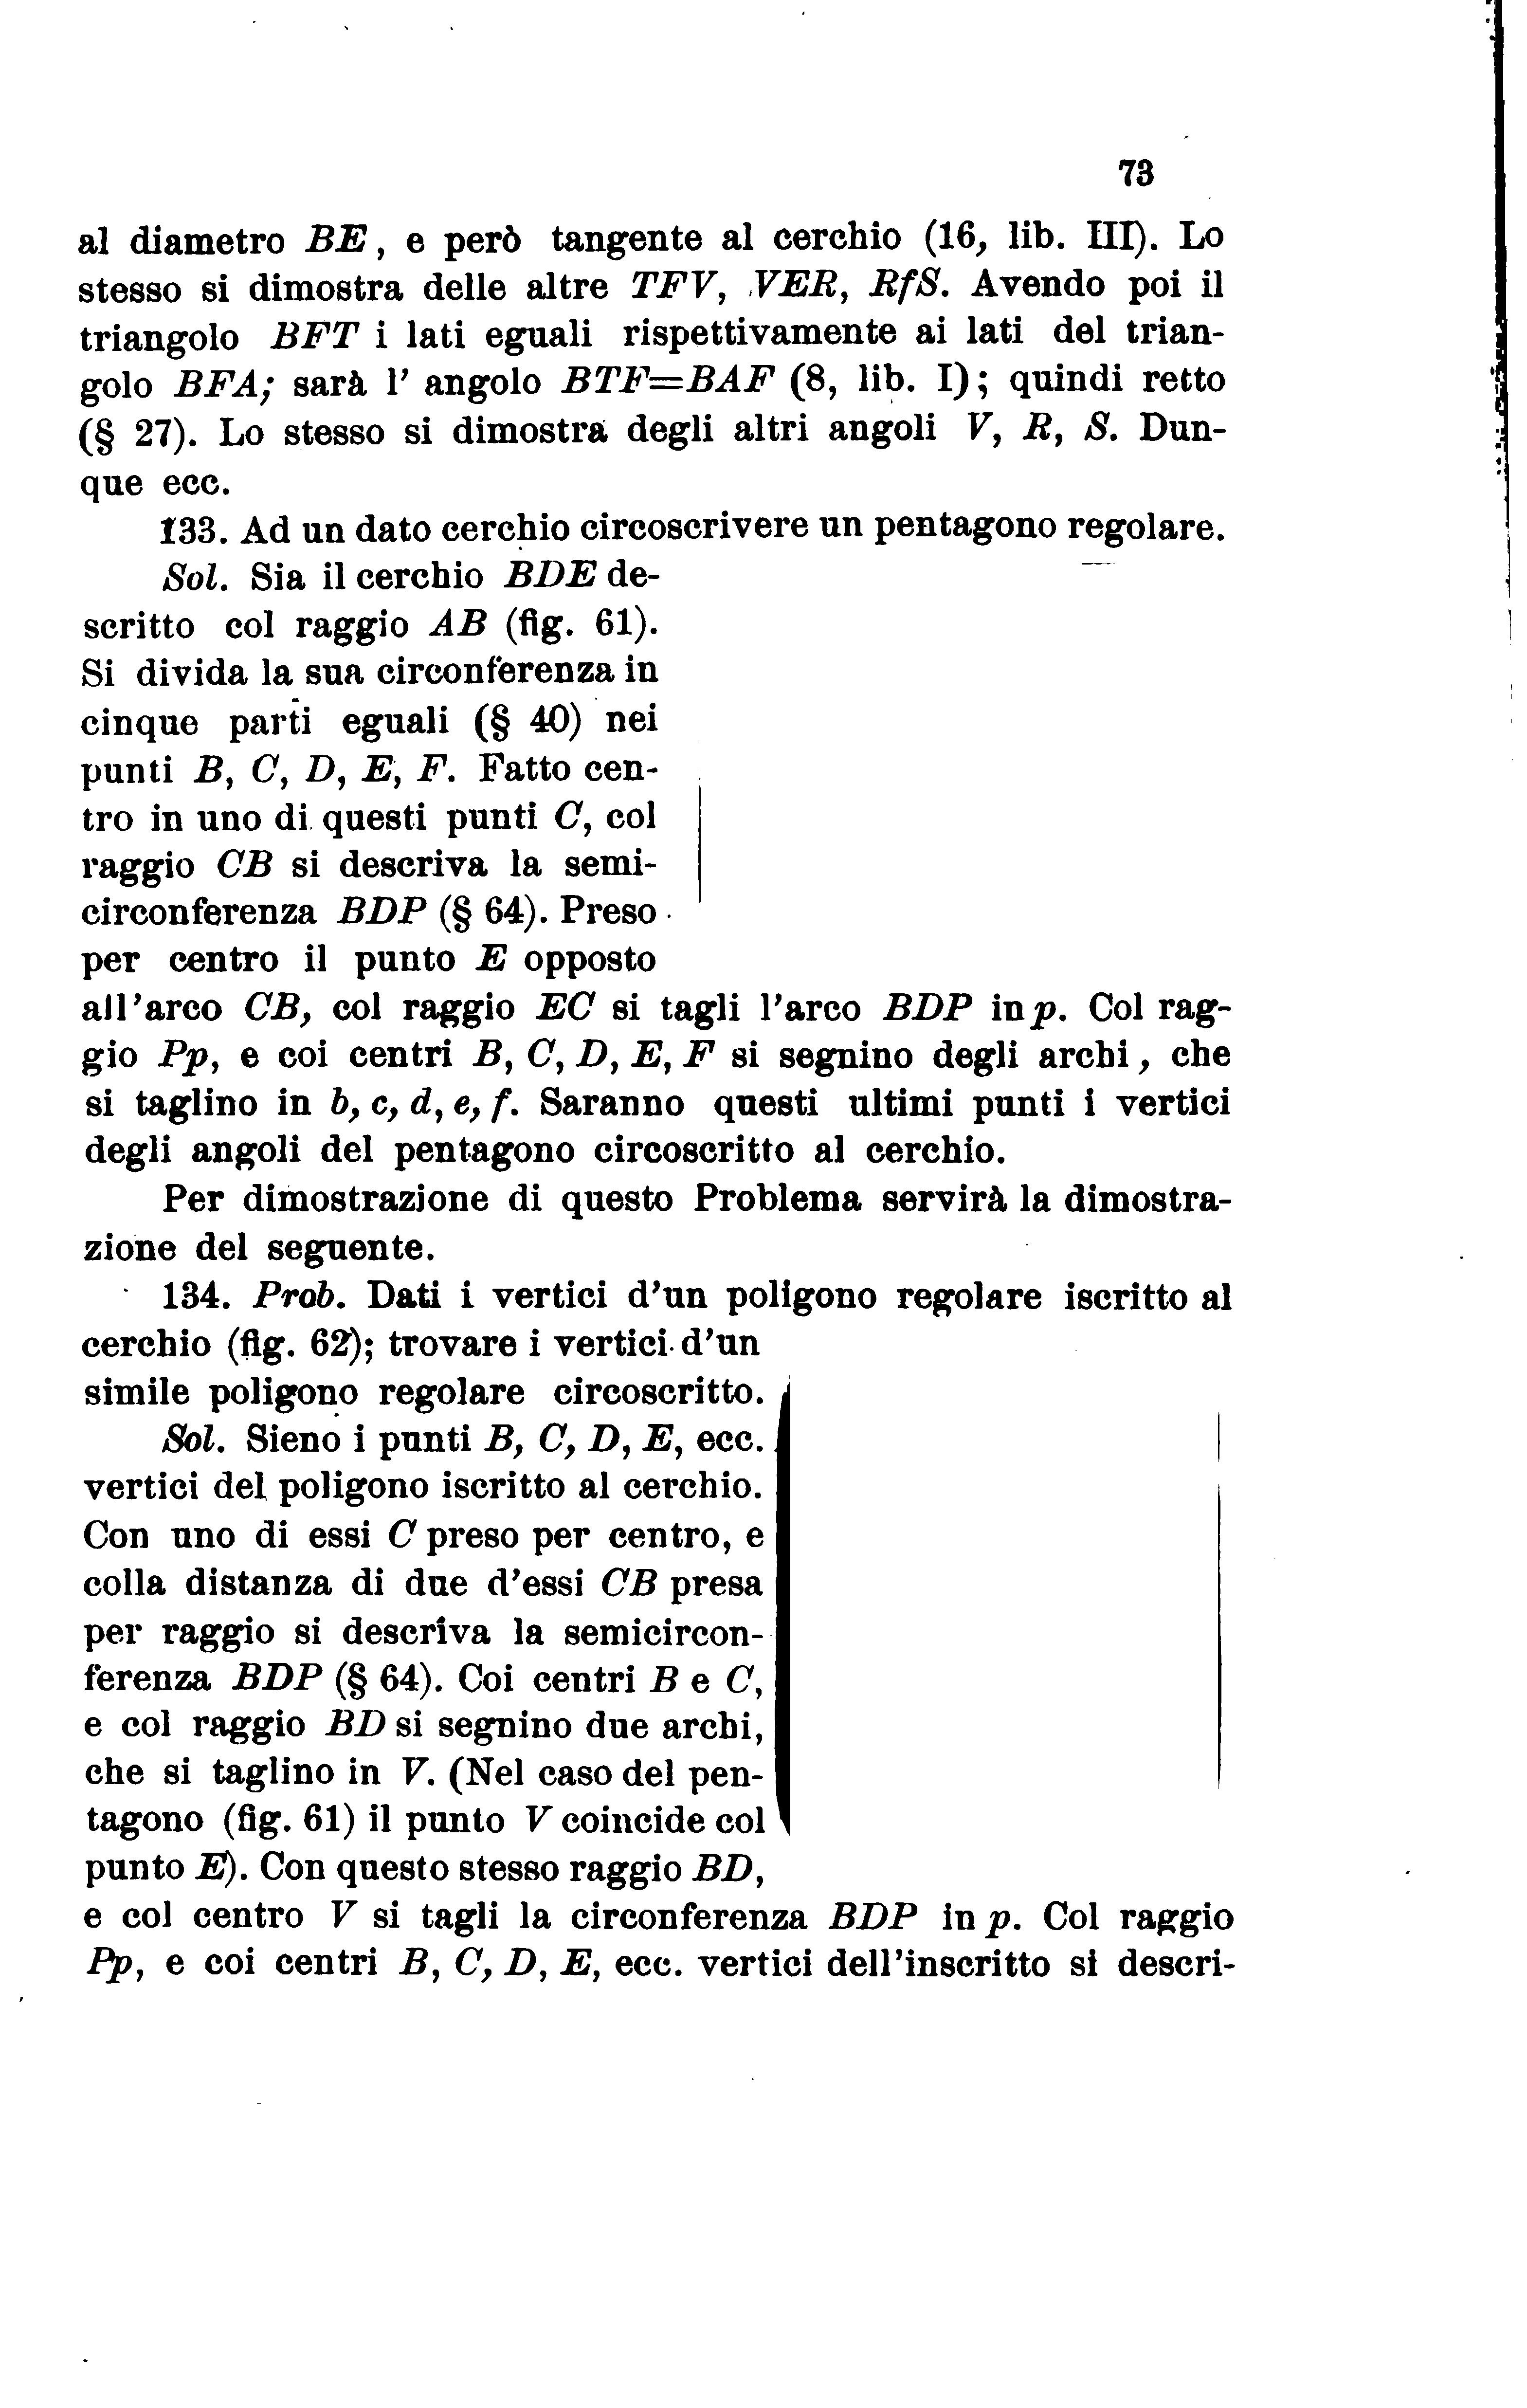 73
al diametro BE, e però tangente al cerchio (16, lib. III). Lo
stesso si dimostra delle altre TFV, VER, RfS. Avendo poi il
triangolo BFT i lati eguali rispettivamente ai lati del trian-
golo BFA; sarà l' angolo BTF=BAF (8, lib. I); quindi retto
(§ 27). Lo stesso si dimostra degli altri angoli V, R, S. Dun-
que ecc.
133. Ad un dato cerchio circoscrivere un pentagono regolare.
Sol. Sia il cerchio BDE de-
scritto col raggio AB (fig. 61).
Si divida la sua circonferenza in
cinque parti eguali (§ 40) nei
punti B, C, D, E, F. Fatto cen-
tro in uno di questi punti C, col
raggio CB si descriva la semi-
circonferenza BDP (§ 64). Preso
per centro il punto E opposto
all'arco CB, col raggio EC si tagli l'arco BDP in p. Col rag-
gio Pp, e coi centri B, C, D, E, F si segnino degli archi, che
si taglino in b, c, d, e, f. Saranno questi ultimi punti i vertici
degli angoli del pentagono circoscritto al cerchio.
Per dimostrazione di questo Problema servirà la dimostra-
zione del seguente.
134. Prob. Dati i vertici d'un poligono regolare iscritto al
cerchio (fig. 62); trovare i vertici d'un
simile poligono regolare circoscritto.
Sol. Sieno i punti B, C, D, E, ecc.
vertici del poligono iscritto al cerchio.
Con uno di essi C preso per centro, e
colla distanza di due d'essi CB presa
per raggio si descriva la semicircon-
ferenza BDP (§ 64). Coi centri B e C,
e col raggio BD si segnino due archi,
che si taglino in V. (Nel caso del pen-
tagono (fig. 61) il punto V coincide col
punto E). Con questo stesso raggio BD,
e col centro V si tagli la circonferenza BDP in p. Col raggio
Pp, e coi centri B, C, D, E, ecc. vertici dell'inscritto si descri-